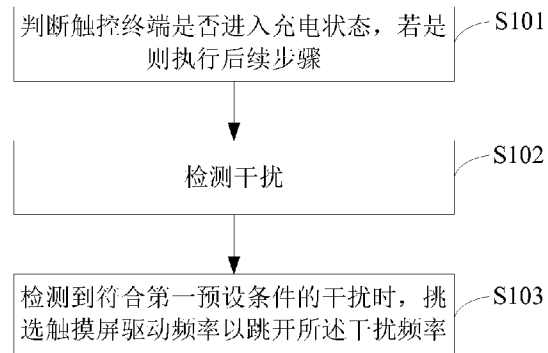 判断触控终端是否进入充电状态，若是
则执行后续步骤
S101
检测干扰
S102
检测到符合第一预设条件的干扰时，挑
选触摸屏驱动频率以跳开所述干扰频率
S103